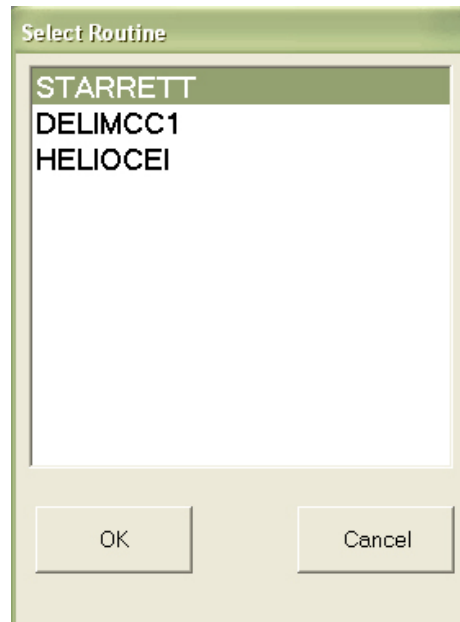 Select Routine
STARRETT
DELIMCC1
HELIOCEI
OK
Cancel